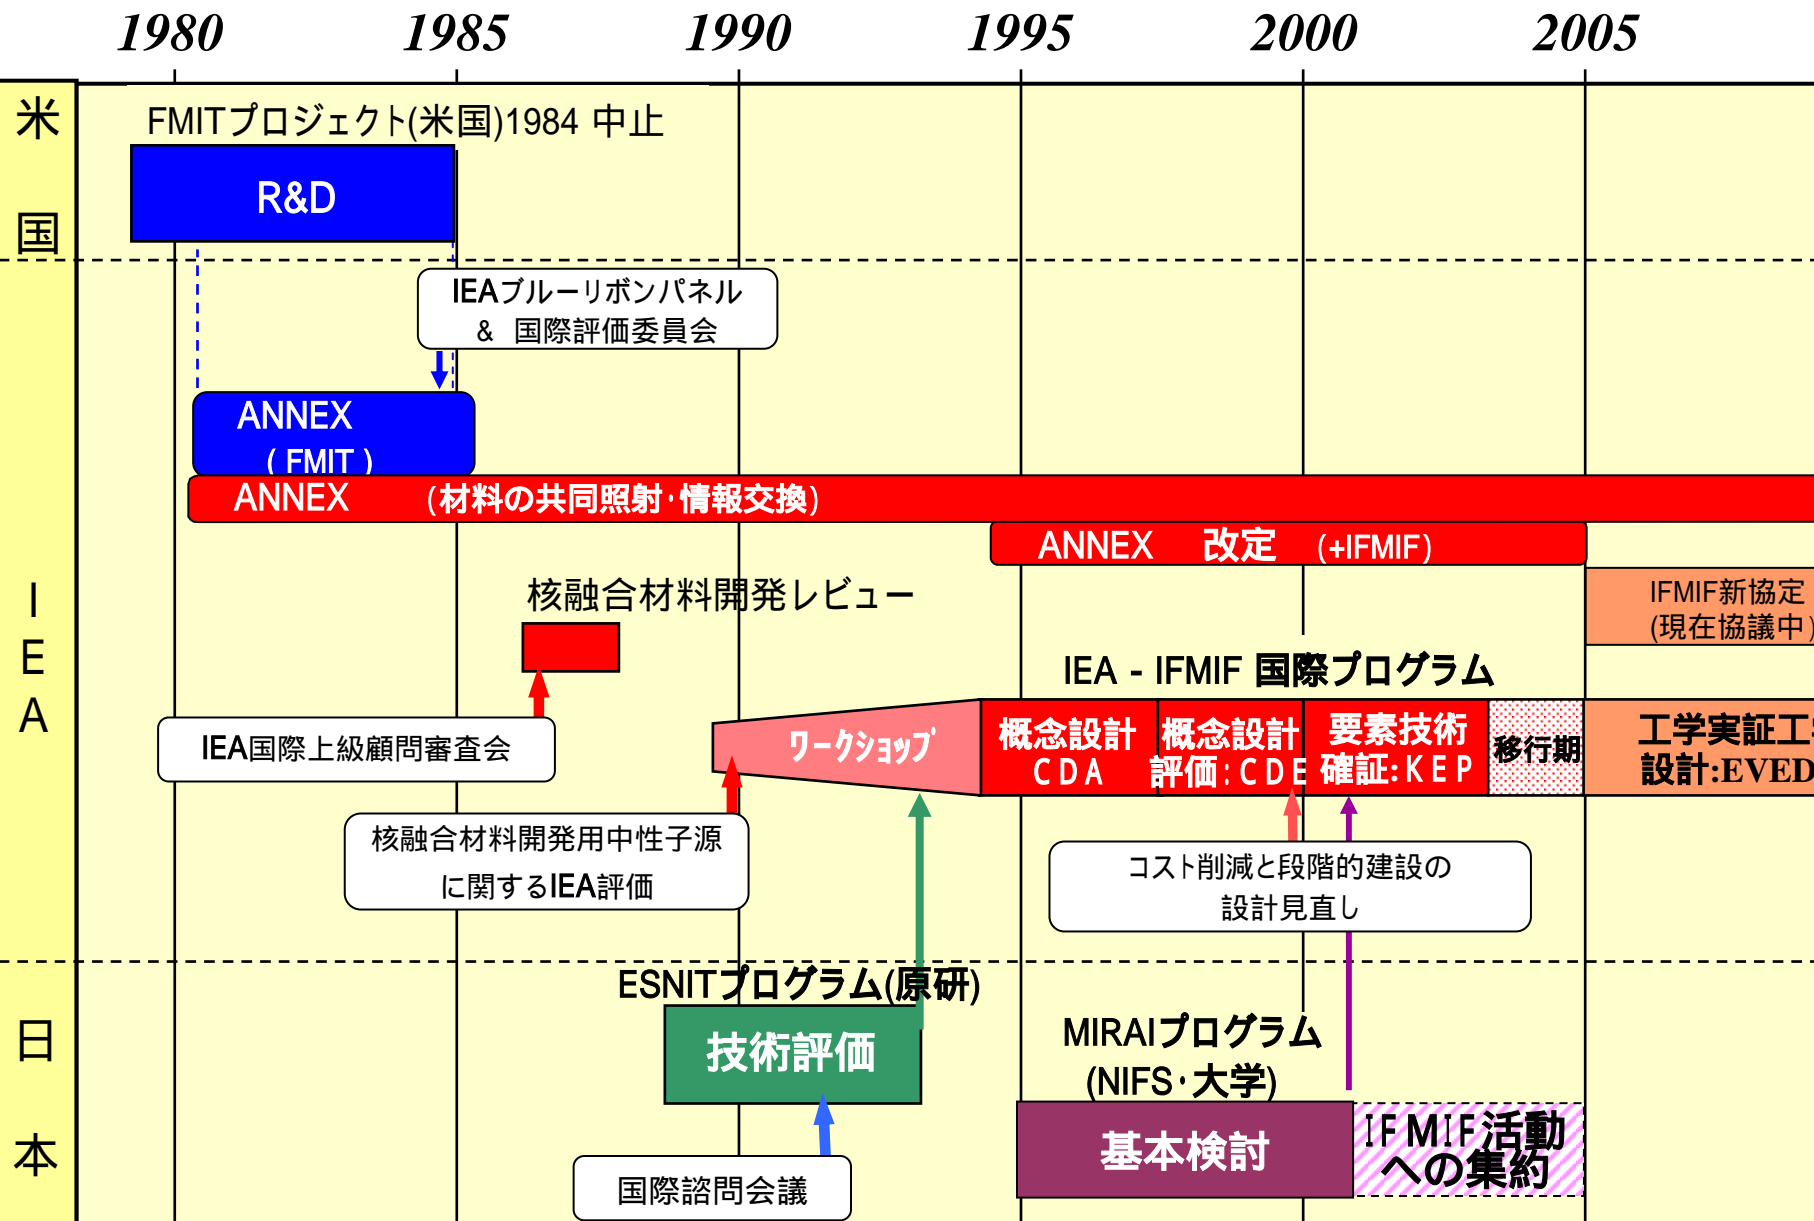 1980 1985 1990 1995 2000 2005
米国
FMITプロジェクト(米国)1984 中止
R&D
IEA
IEAブルーリボンパネル
& 国際評価委員会
ANNEX
( FMIT )
ANNEX (材料の共同照射・情報交換)
ANNEX 改定 (+IFMIF)
核融合材料開発レビュー
IFMIF新協定
(現在協議中)
IEA - IFMIF 国際プログラム
IEA国際上級顧問審査会
ワークショップ
概念設計
CDA
概念設計
評価:CDE
要素技術
確証:KEP
移行期
工学実証工学
設計:EVED
核融合材料開発用中性子源
に関するIEA評価
コスト削減と段階的建設の
設計見直し
日本
ESNITプログラム(原研)
技術評価
MIRAIプログラム
(NIFS・大学)
基本検討
IFMIF活動
への集約
国際諮問会議